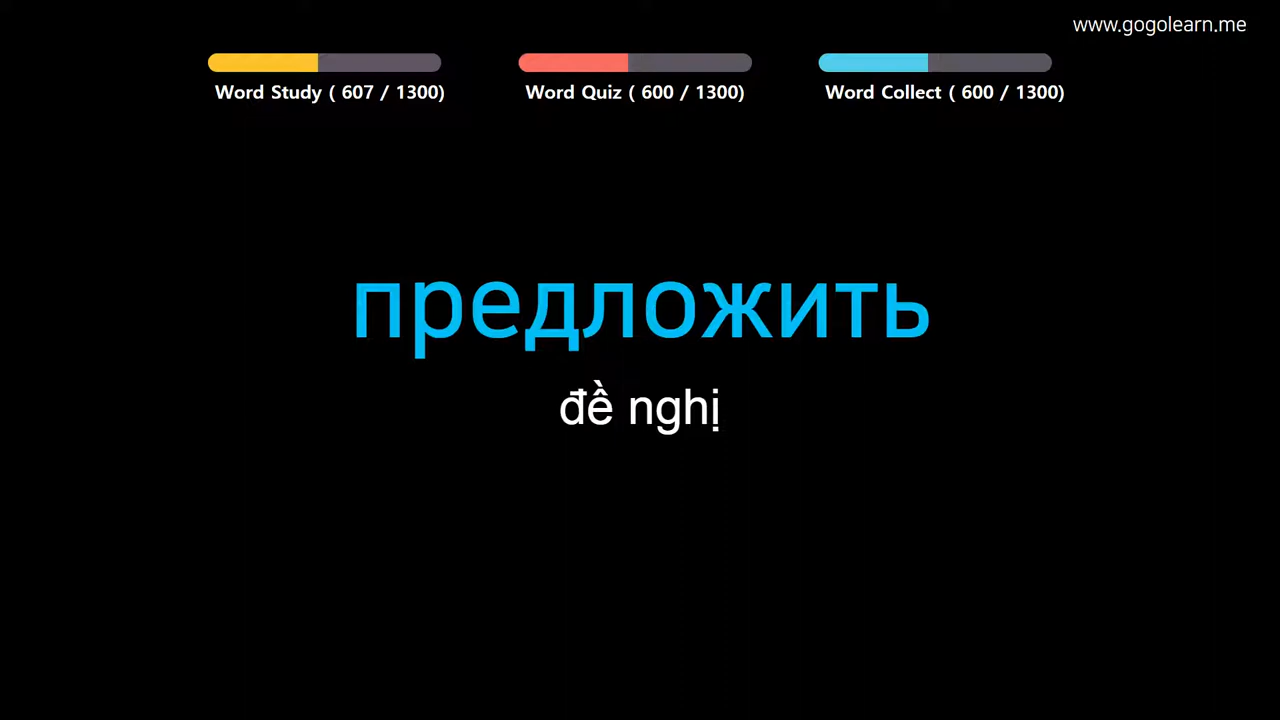 www.gogolearn.me
Word Study ( 607 / 1300)
Word Quiz ( 600 / 1300)
Word Collect ( 600 / 1300)
предложить
đề nghị